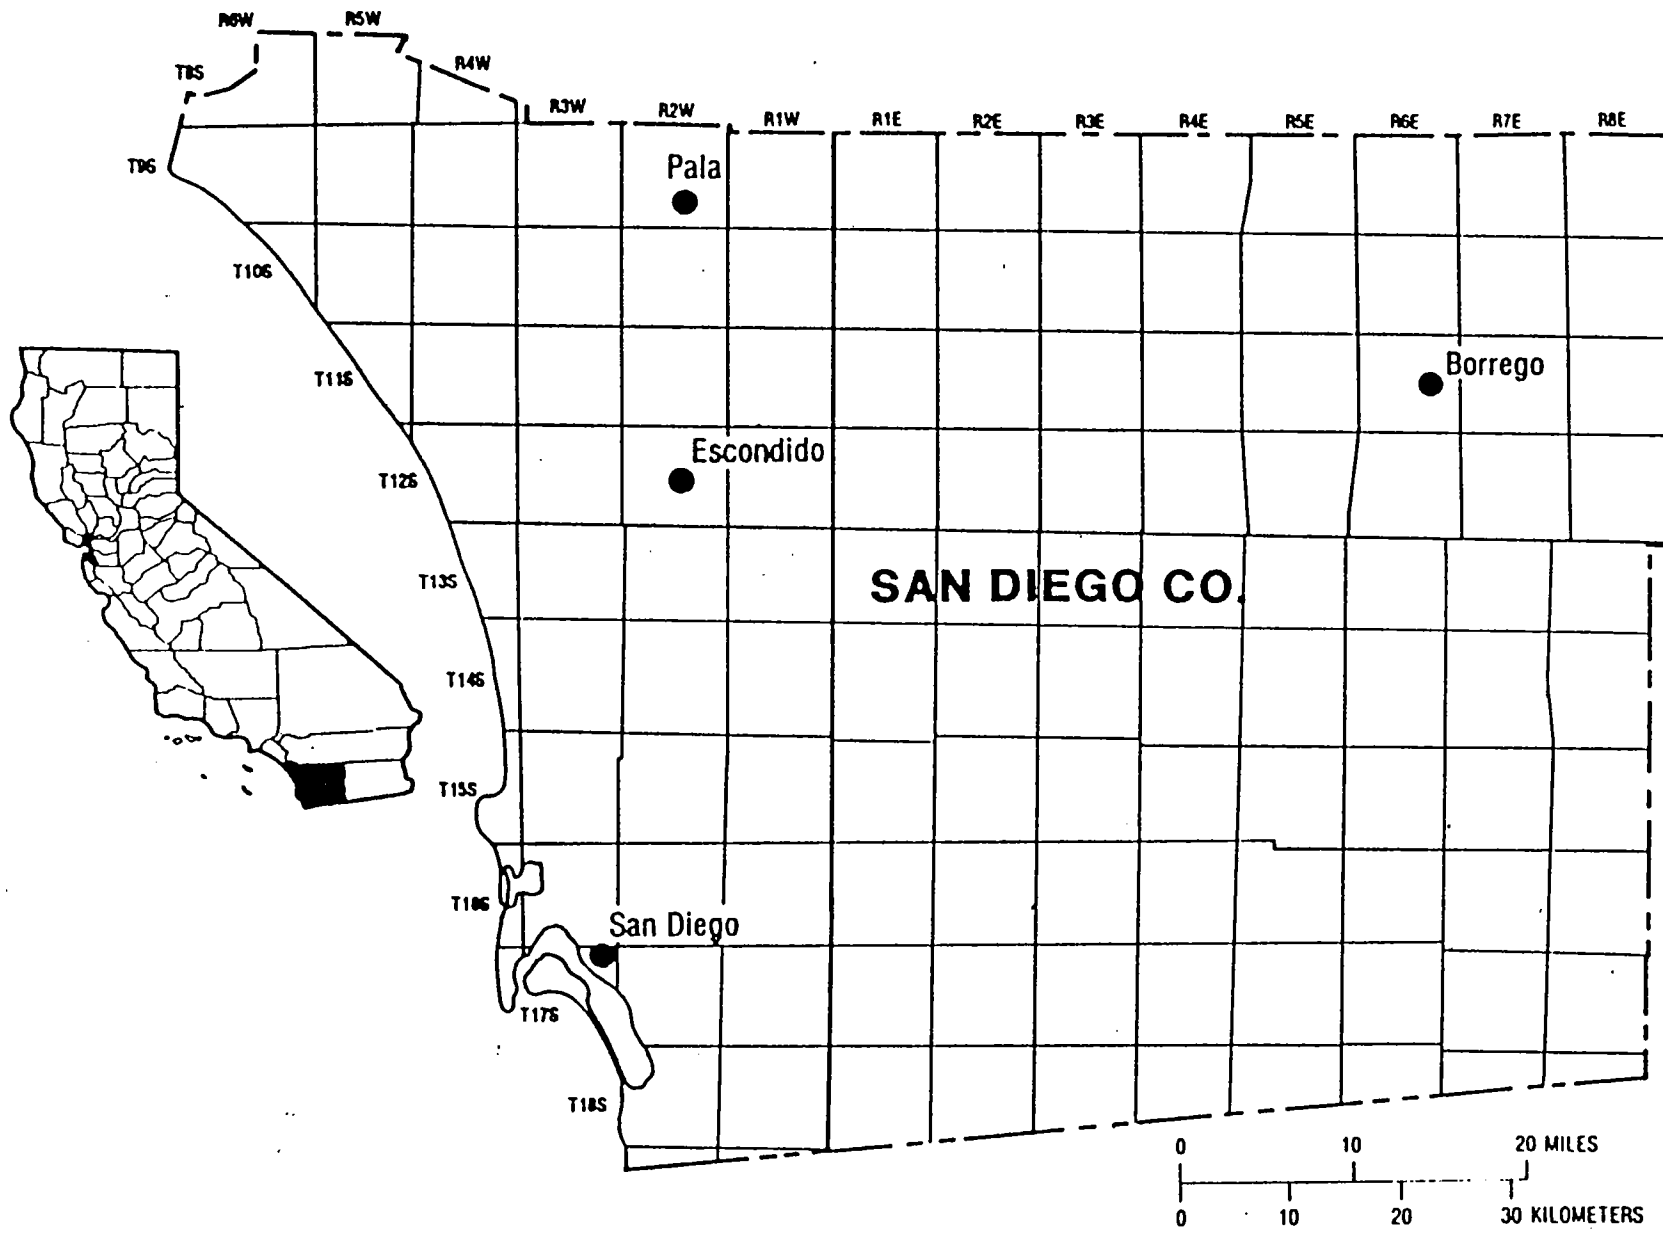 R6W
R5W
R4W
T8S
R3W
R2W
R1W
R1E
R2E
R3E
R4E
R5E
R6E
R7E
R8E
T9S
Pala
T10S
T11S
Borrego
Escondido
T12S
T13S
SAN DIEGO CO.
T14S
T15S
T16S
San Diego
T17S
T18S
0 10 20 MILES
0 10 20 30 KILOMETERS